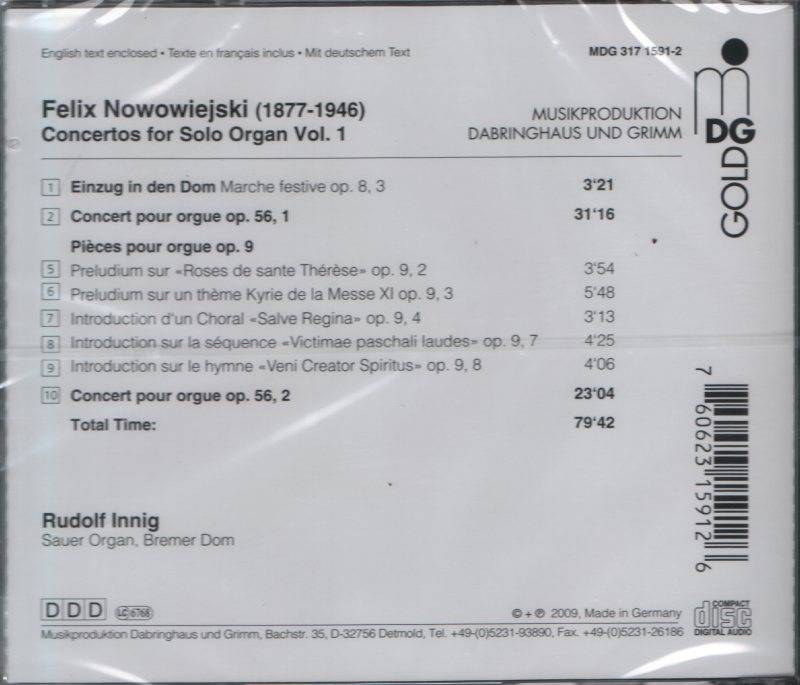 English text enclosed • Texte en français inclus • Mit deutschem Text
MDG 317 1591-2
Felix Nowowiejski (1877-1946)
Concertos for Solo Organ Vol. 1
MUSIKPRODUKTION
DABRINGHAUS UND GRIMM
mDG
GOLD
1 Einzug in den Dom Marche festive op. 8, 3 3'21
2 Concert pour orgue op. 56, 1 31'16
Pièces pour orgue op. 9
5 Preludium sur «Roses de sante Thérèse» op. 9, 2 3'54
6 Preludium sur un thème Kyrie de la Messe XI op. 9, 3 5'48
7 Introduction d'un Choral «Salve Regina» op. 9, 4 3'13
8 Introduction sur la séquence «Victimae paschali laudes» op. 9, 7 4'25
9 Introduction sur le hymne «Veni Creator Spiritus» op. 9, 8 4'06
10 Concert pour orgue op. 56, 2 23'04
Total Time: 79'42
7 60623 15912 6
Rudolf Innig
Sauer Organ, Bremer Dom
DDD LC 6768
© + ℗ 2009, Made in Germany
COMPACT
disc
DIGITAL AUDIO
Musikproduktion Dabringhaus und Grimm, Bachstr. 35, D-32756 Detmold, Tel. +49-(0)5231-93890, Fax. +49-(0)5231-26186